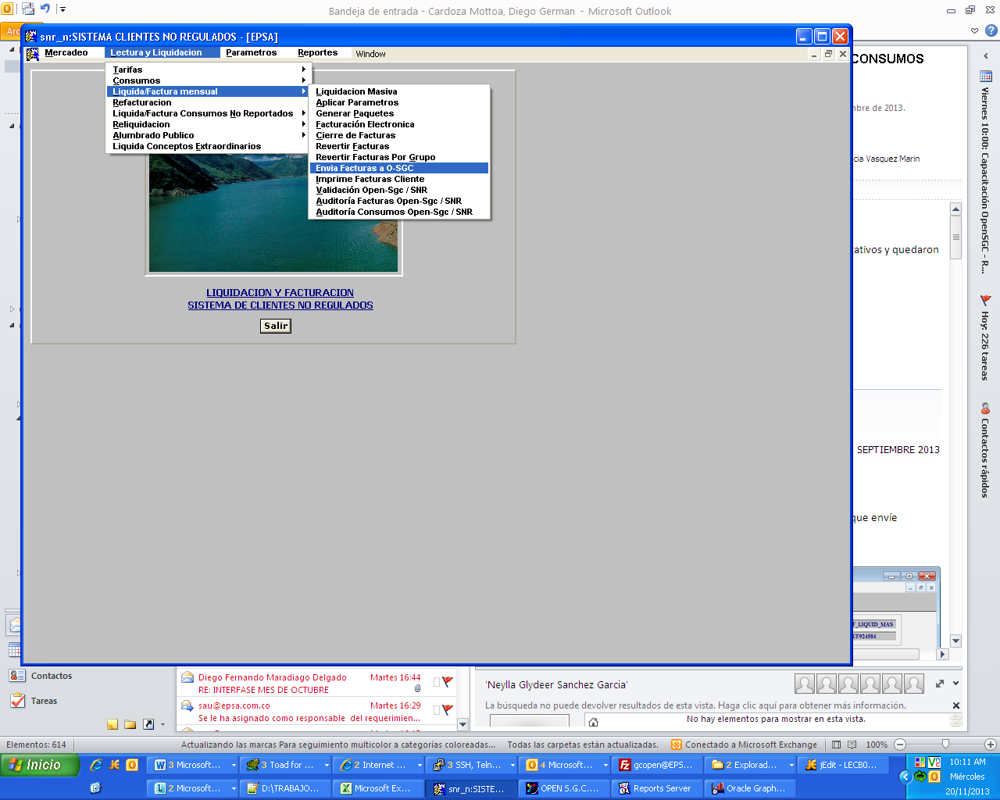 Bandeja de entrada - Cardoza Mottoa, Diego German - Microsoft Outlook
snr_n:SISTEMA CLIENTES NO REGULADOS - [EPSA]
Mercadeo Lectura y Liquidacion Parametros Reportes Window
Tarifas
Consumos
Liquida/Factura mensual
Refacturacion
Liquida/Factura Consumos No Reportados
Reliquidacion
Alumbrado Publico
Liquida Conceptos Extraordinarios
Liquidacion Masiva
Aplicar Parametros
Generar Paquetes
Facturación Electronica
Cierre de Facturas
Revertir Facturas
Revertir Facturas Por Grupo
Envia Facturas a O-SGC
Imprime Facturas Cliente
Validación Open-Sgc / SNR
Auditoría Facturas Open-Sgc / SNR
Auditoría Consumos Open-Sgc / SNR
LIQUIDACION Y FACTURACION
SISTEMA DE CLIENTES NO REGULADOS
Salir
CONSUMOS
mbre de 2013.
cia Vasquez Marin
gativos y quedaron
SEPTIEMBRE 2013
que envíe
F_LIQUID_MAS
UF924584
Viernes 10:00: Capacitación OpenSGC - R...
Hoy: 226 tareas
Contactos rápidos
Contactos
Tareas
Diego Fernando Maradiago Delgado Martes 16:44
RE: INTERFASE MES DE OCTUBRE
sau@epsa.com.co Martes 16:29
Se le ha asignado como responsable del requerimien...
'Neylla Glydeer Sanchez Garcia'
La búsqueda no puede devolver resultados de esta vista. Haga clic aquí para obtener más información.
No hay elementos para mostrar en esta vista.
Elementos: 614 Actualizando las marcas Para seguimiento multicolor a categorías coloreadas... Todas las carpetas están actualizadas. Conectado a Microsoft Exchange 100%
Inicio 3 Microsoft... 3 Toad for ... 2 Internet ... 3 SSH, Teln... 4 Microsoft... gcopen@EPS... 2 Explorad... jEdit - LECB0... 10:11 AM
Miércoles
2 Microsoft... D:\TRABAJO... Microsoft Ex... snr_n:SISTE... OPEN S.G.C.... Reports Server Oracle Graph... 20/11/2013